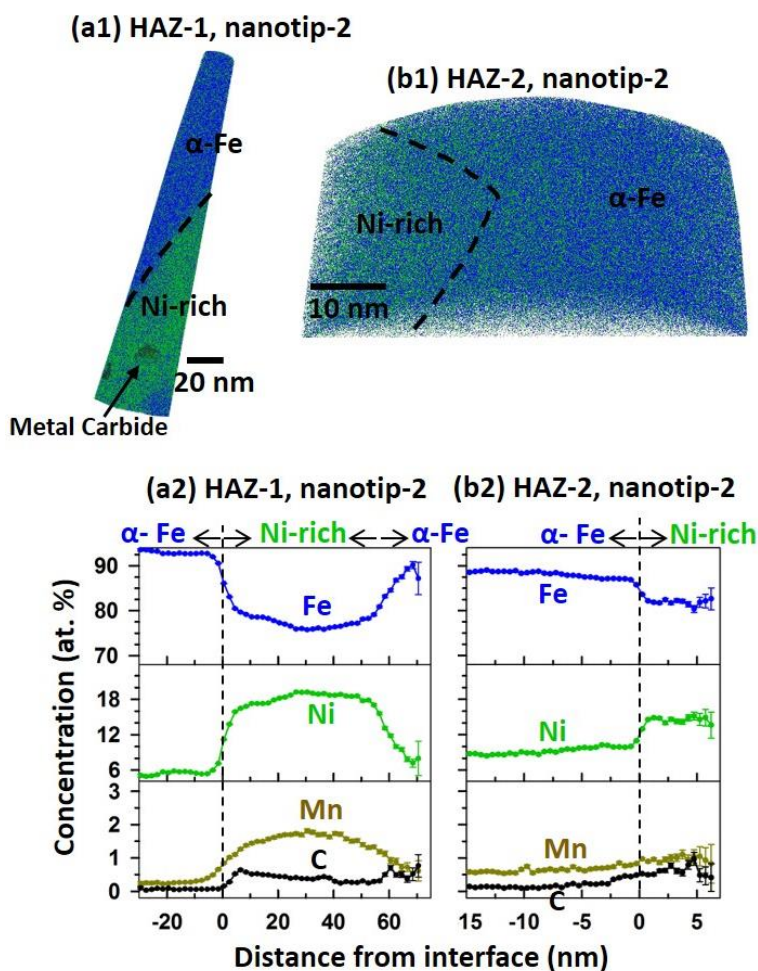 (a1) HAZ-1, nanotip-2
(b1) HAZ-2, nanotip-2
α-Fe
Ni-rich
20 nm
Metal Carbide
α-Fe
Ni-rich
10 nm
(a2) HAZ-1, nanotip-2
(b2) HAZ-2, nanotip-2
α- Fe Ni-rich α-Fe
α- Fe Ni-rich
Concentration (at. %)
90
80
70
Fe
Fe
18
12
6
Ni
Ni
3
2
1
0
Mn
C
Mn
C
-20 0 20 40 60
15 -10 -5 0 5
Distance from interface (nm)